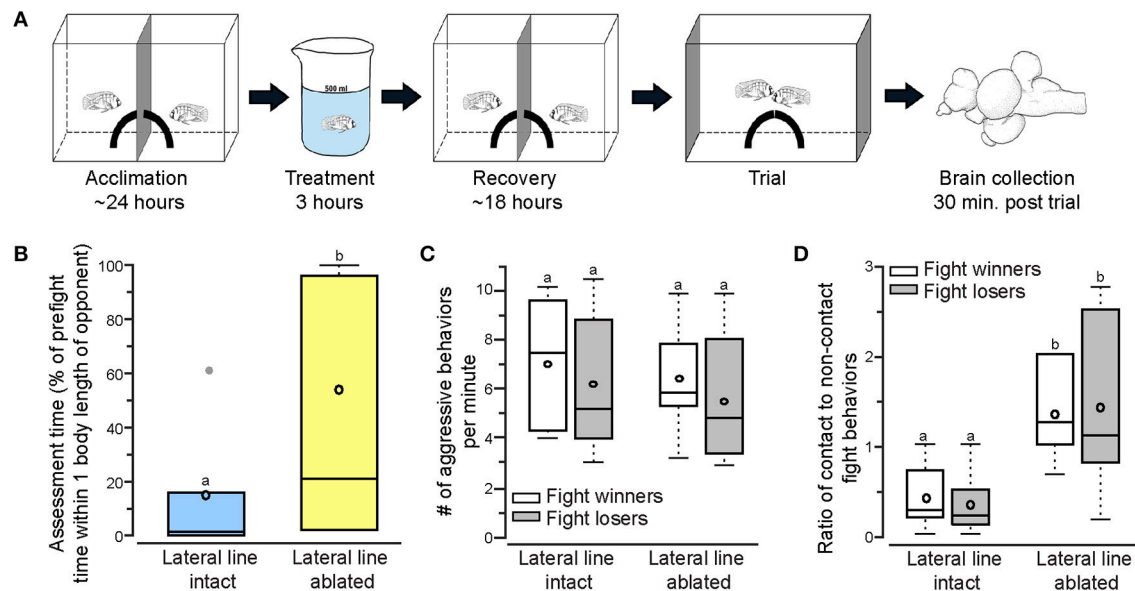 A
500 ml
Acclimation
~24 hours
Treatment
3 hours
Recovery
~18 hours
Trial
Brain collection
30 min. post trial
B
Assessment time (% of prefight
time within 1 body length of opponent)
100
80
60
40
20
0
a
b
Lateral line
intact
Lateral line
ablated
C
# of aggressive behaviors
per minute
10
8
6
4
2
0
a
a
a
a
Fight winners
Fight losers
Lateral line
intact
Lateral line
ablated
D
Ratio of contact to non-contact
fight behaviors
3
2
1
0
Fight winners
Fight losers
a
a
b
b
Lateral line
intact
Lateral line
ablated